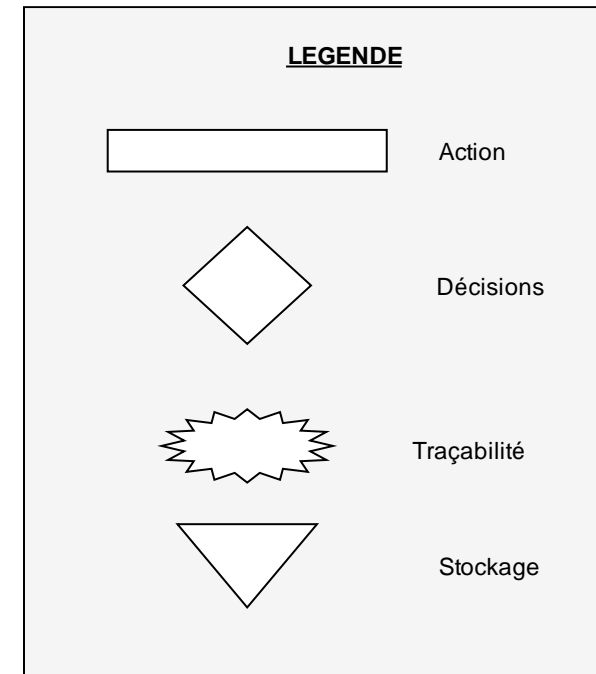 LEGENDE
Action
Décisions
Traçabilité
Stockage